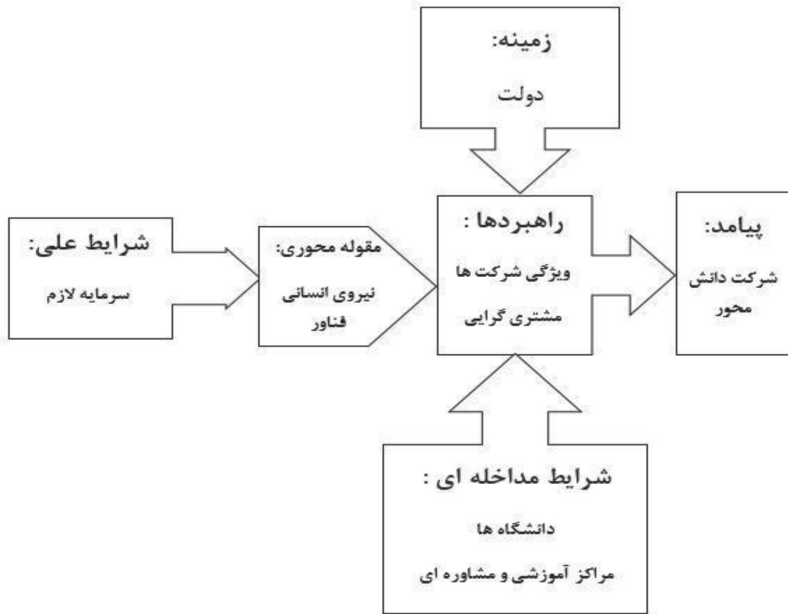 زمینه:
دولت
شرایط علی:
سرمایه لازم
مقوله محوری:
نیروی انسانی
فناور
راهبردها :
ویژگی شرکت ها
مشتری گرایی
پیامد:
شرکت دانش
محور
شرایط مداخله ای :
دانشگاه ها
مراکز آموزشی و مشاوره ای